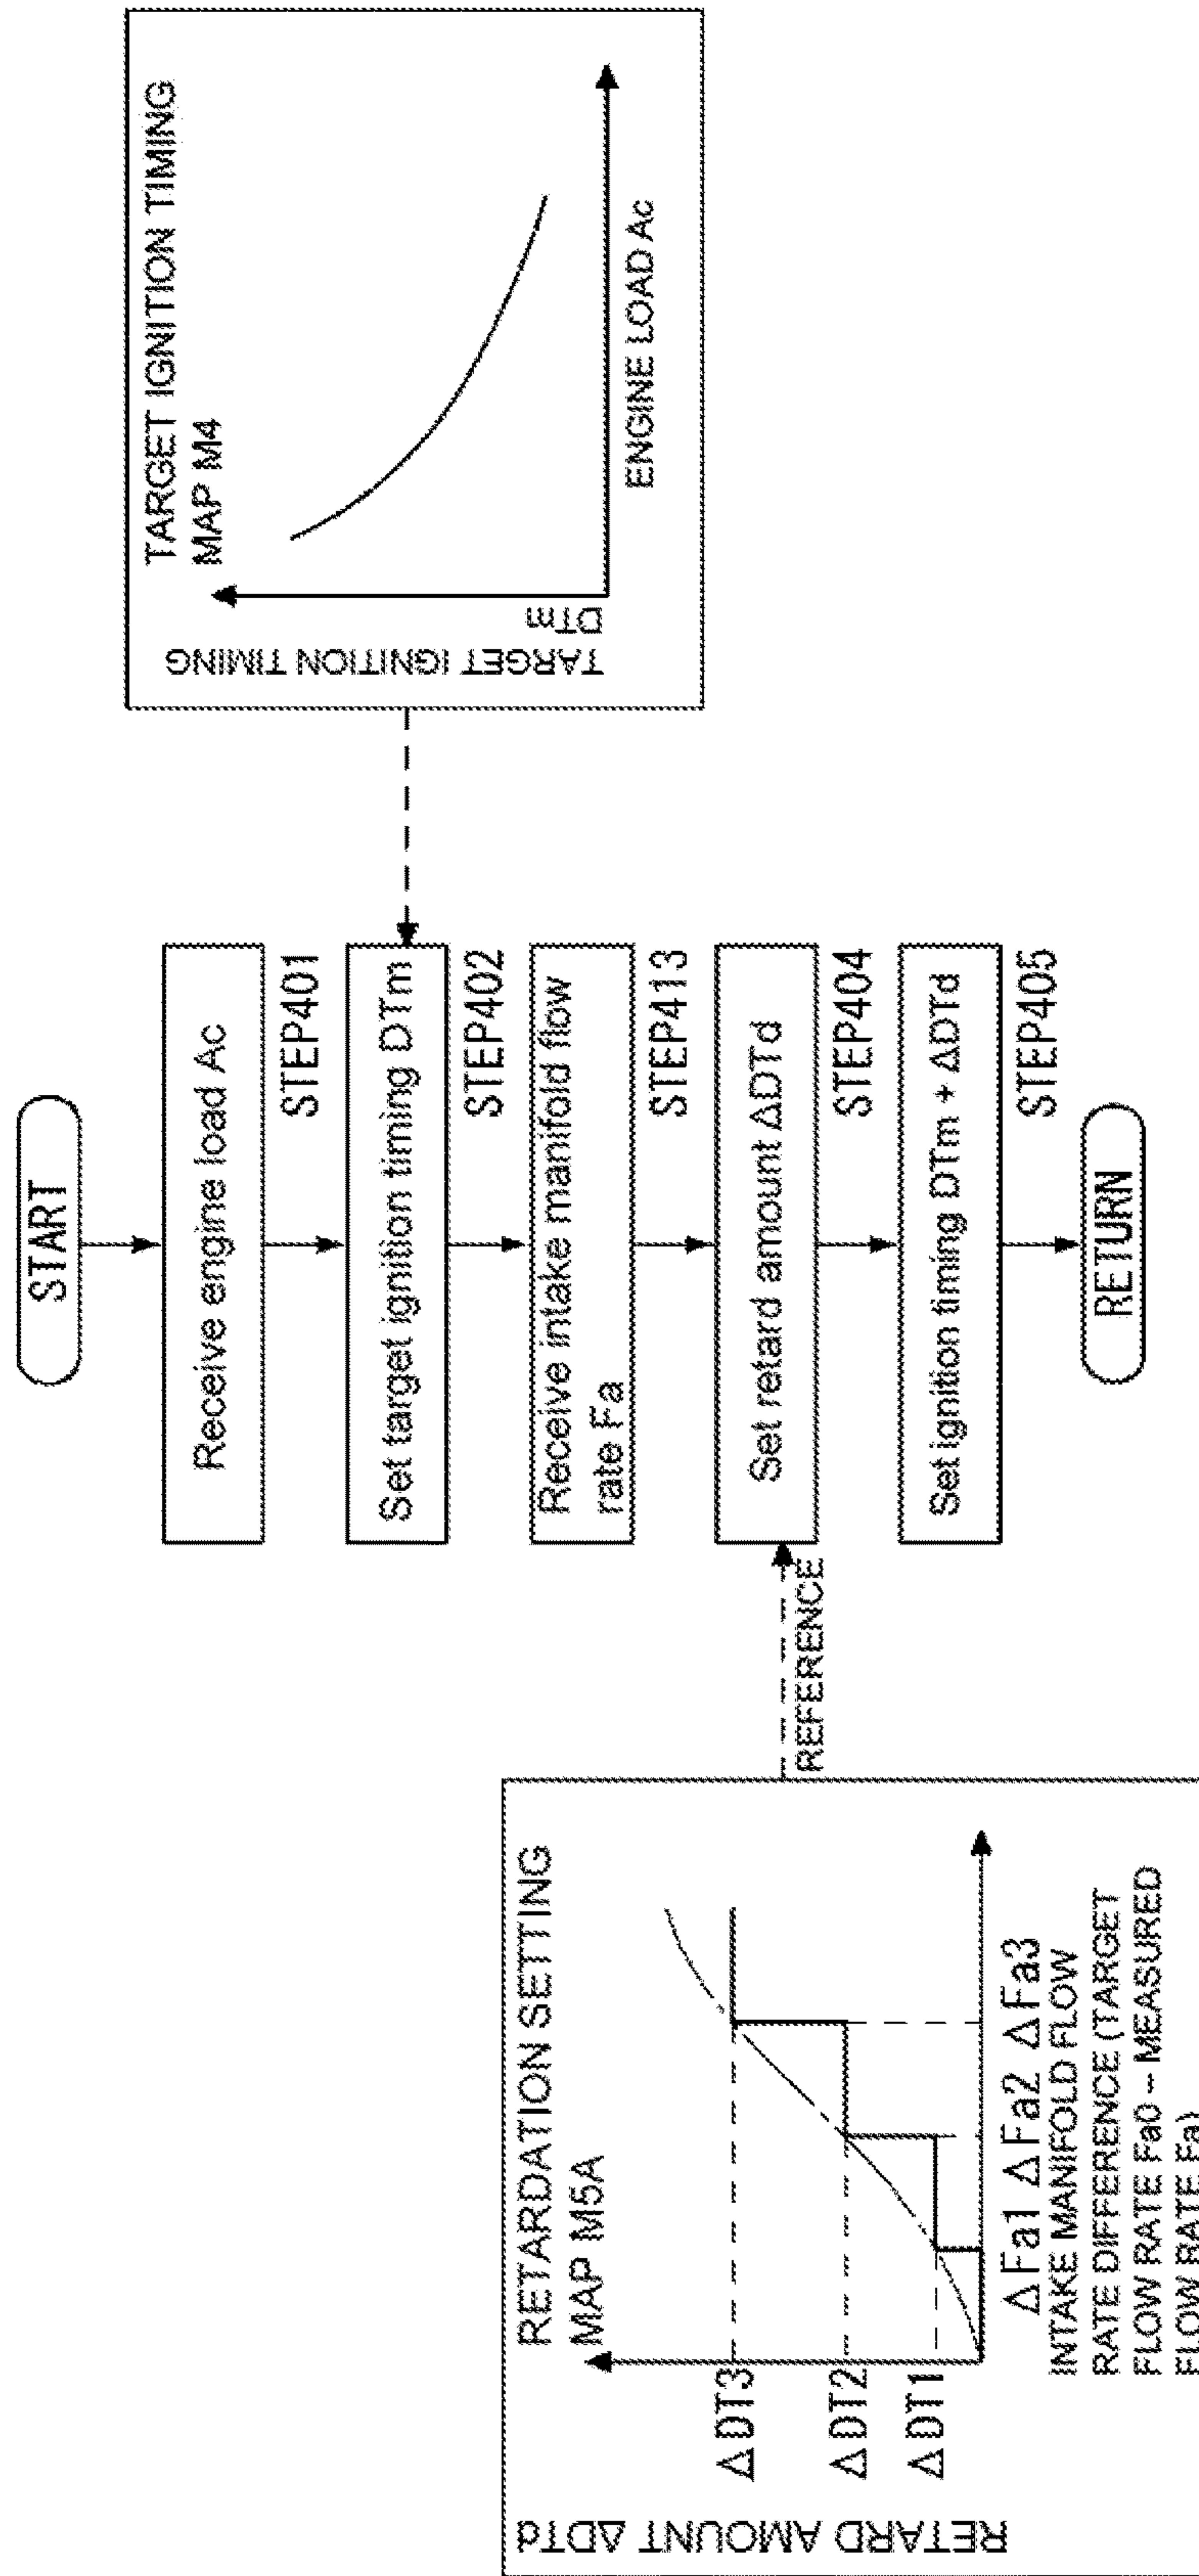 START
Receive engine load Ac
STEP401
Set target ignition timing DTm
STEP402
Receive intake manifold flow
rate Fa
STEP413
Set retard amount ΔDTd
STEP404
Set ignition timing DTm + ΔDTd
STEP405
RETURN
REFERENCE
RETARDATION SETTING
MAP M5A
RETARD AMOUNT ΔDTd
ΔDT3
ΔDT2
ΔDT1
ΔFa1 ΔFa2 ΔFa3
INTAKE MANIFOLD FLOW
RATE DIFFERENCE (TARGET
FLOW RATE Fa0 – MEASURED
FLOW RATE Fa)
TARGET IGNITION TIMING
MAP M4
TARGET IGNITION TIMING
DTm
ENGINE LOAD Ac